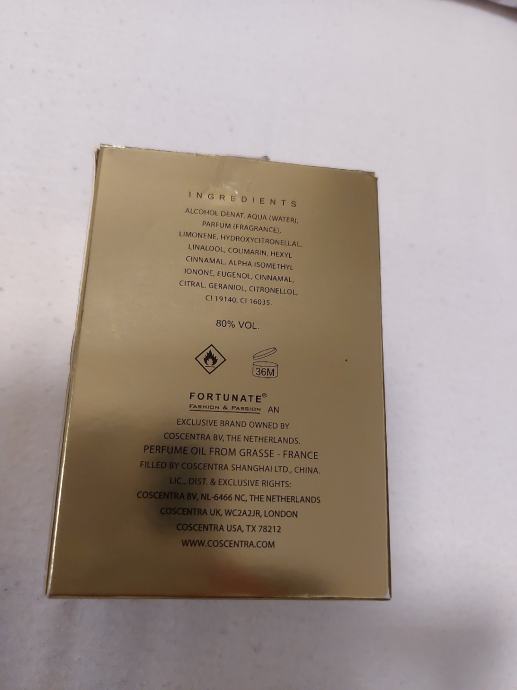 INGREDIENTS
ALCOHOL DENAT, AQUA (WATER),
PARFUM (FRAGRANCE),
LIMONENE, HYDROXYCITRONELLAL,
LINALOOL, COUMARIN, HEXYL
CINNAMAL, ALPHA ISOMETHYL
IONONE, EUGENOL, CINNAMAL,
CITRAL, GERANIOL, CITRONELLOL,
CI 19140, CI 16035.
80% VOL.
36M
FORTUNATE®
FASHION & PASSION AN
EXCLUSIVE BRAND OWNED BY
COSCENTRA BV, THE NETHERLANDS.
PERFUME OIL FROM GRASSE - FRANCE
FILLED BY COSCENTRA SHANGHAI LTD., CHINA.
LIC., DIST. & EXCLUSIVE RIGHTS:
COSCENTRA BV, NL-6466 NC, THE NETHERLANDS
COSCENTRA UK, WC2A2JR, LONDON
COSCENTRA USA, TX 78212
WWW.COSCENTRA.COM